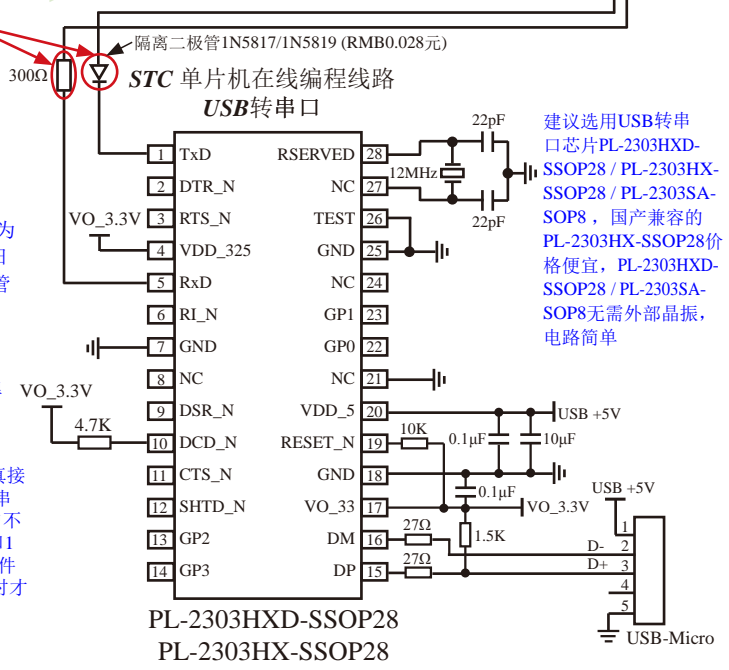 隔离二极管1N5817/1N5819 (RMB0.028元)
300Ω
STC 单片机在线编程线路
USB转串口
22pF
12MHz
22pF
建议选用USB转串
口芯片PL-2303HXD-
SSOP28 / PL-2303HX-
SSOP28 / PL-2303SA-
SOP8 ，国产兼容的
PL-2303HX-SSOP28价
格便宜，PL-2303HXD-
SSOP28 / PL-2303SA-
SOP8无需外部晶振，
电路简单
1 TxD RSERVED 28
2 DTR_N NC 27
VO_3.3V 3 RTS_N TEST 26
4 VDD_325 GND 25
5 RxD NC 24
6 RI_N GP1 23
7 GND GP0 22
8 NC NC 21
VO_3.3V
9 DSR_N VDD_5 20 USB +5V
4.7K 10 DCD_N RESET_N 19 10K 0.1μF 10μF
11 CTS_N GND 18
0.1μF
12 SHTD_N VO_33 17 VO_3.3V
13 GP2 DM 16 27Ω
14 GP3 DP 15 27Ω
1.5K
USB +5V
1
D- 2
D+ 3
4
5
USB-Micro
PL-2303HXD-SSOP28
PL-2303HX-SSOP28
为
管
接
串
不
1
件
时才